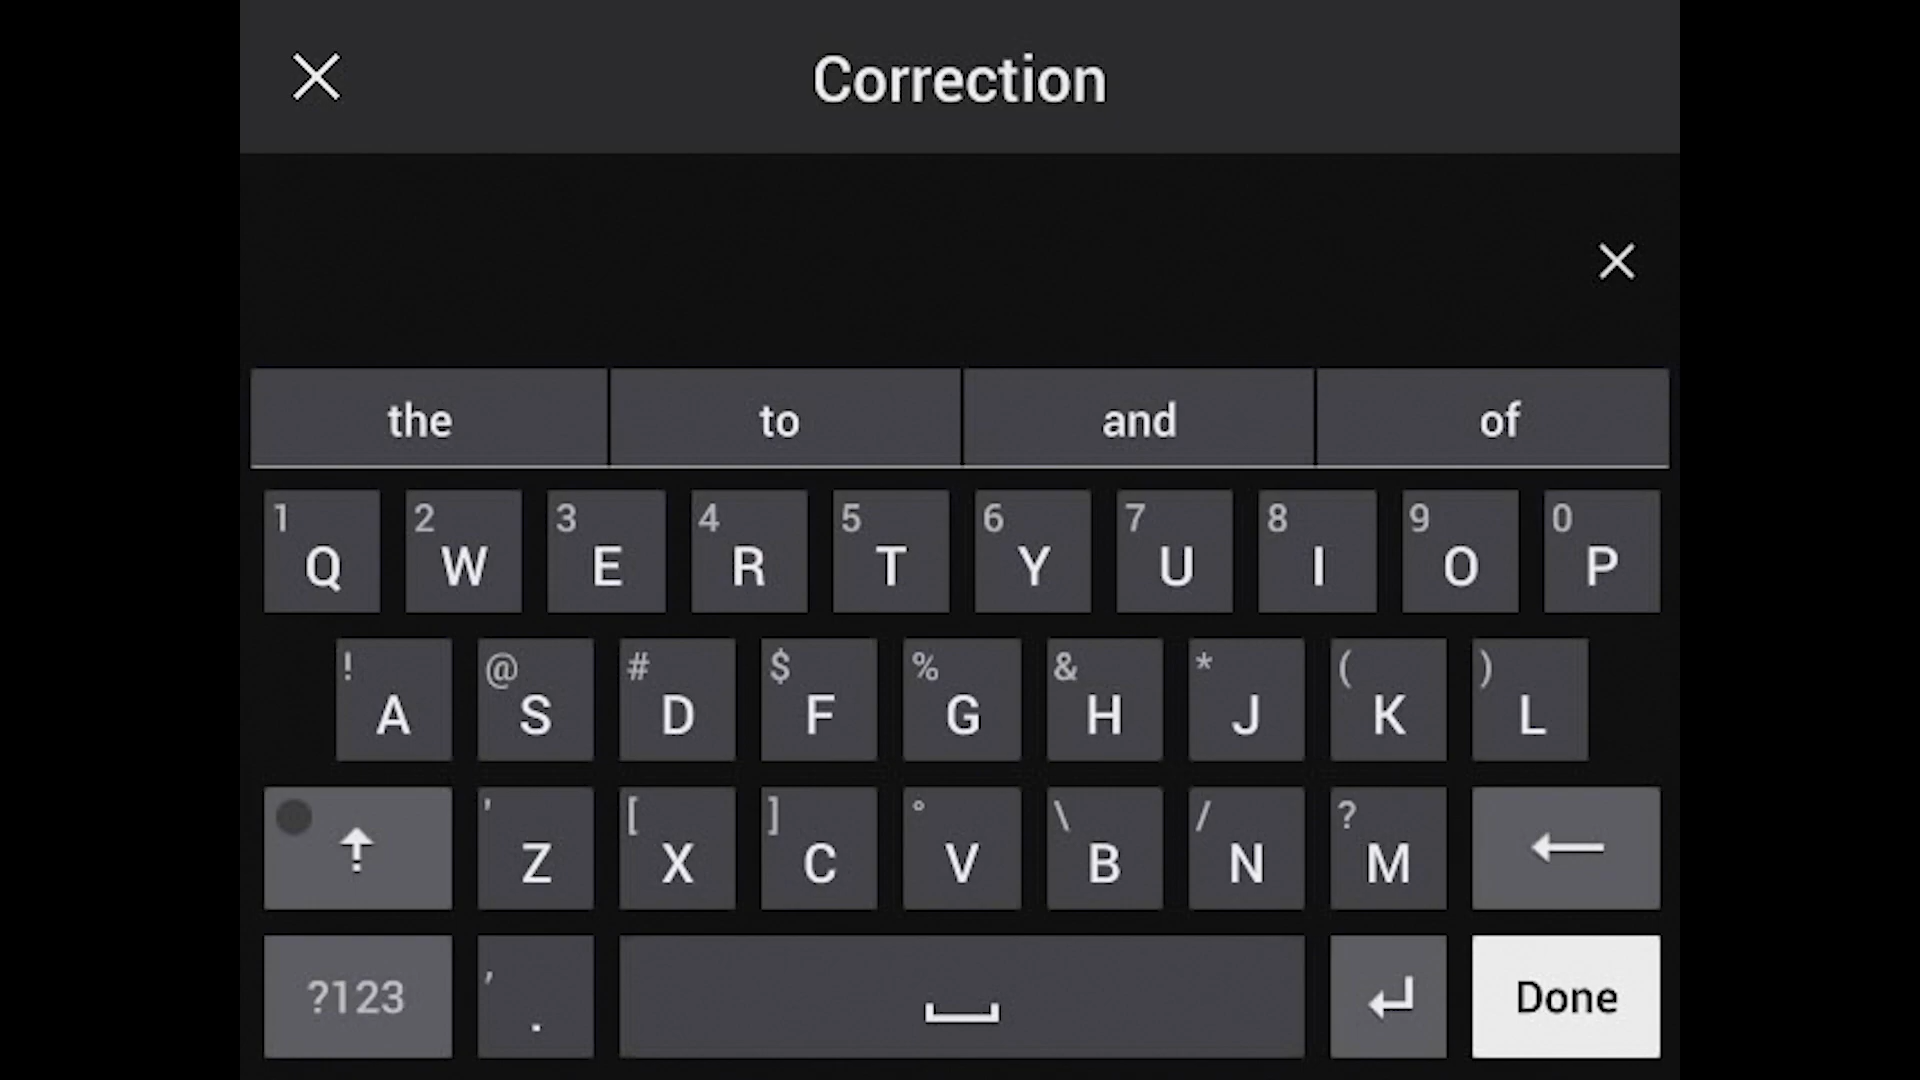 Correction
the to and of
1 2 3 4 5 6 7 8 9 0
Q W E R T Y U I O P
! @ # $ % & * ( )
A S D F G H J K L
' [ ] ° \ / ?
Z X C V B N M
?123 , . Done